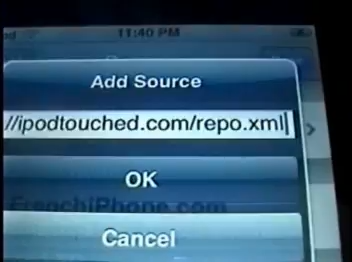 11:40 PM
Add Source
//ipodtouched.com/repo.xml
OK
FrenchiPhone.com
Cancel